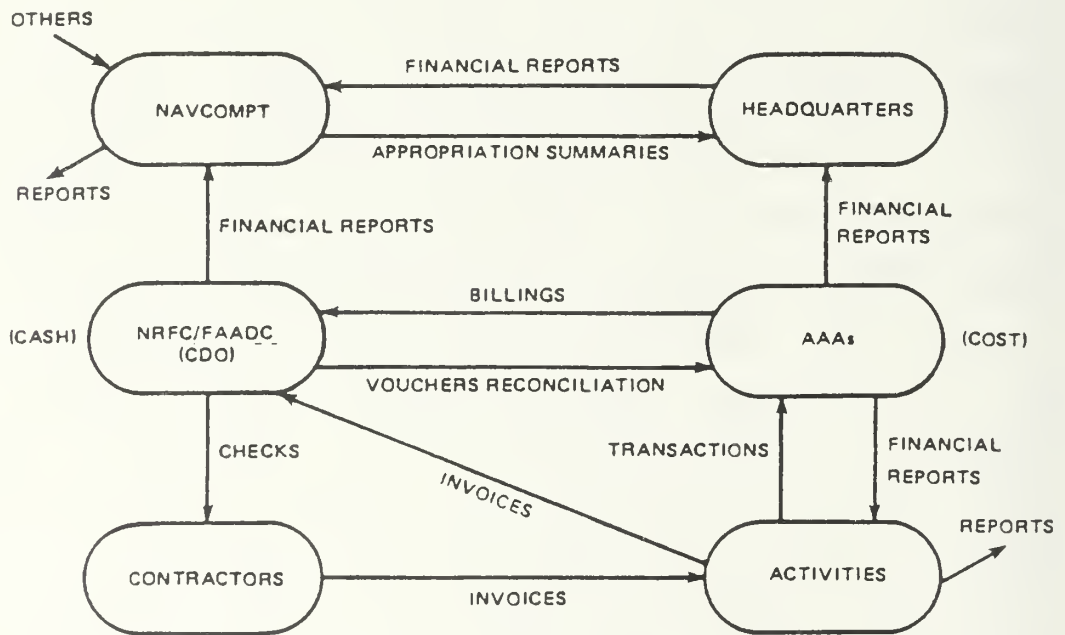 OTHERS
FINANCIAL REPORTS
NAVCOMPT
HEADQUARTERS
APPROPRIATION SUMMARIES
REPORTS
FINANCIAL REPORTS
FINANCIAL
REPORTS
BILLINGS
(CASH)
NRFC/FAADC
(CDO)
AAAs
(COST)
VOUCHERS RECONCILIATION
CHECKS
TRANSACTIONS
FINANCIAL
REPORTS
INVOICES
REPORTS
CONTRACTORS
ACTIVITIES
INVOICES